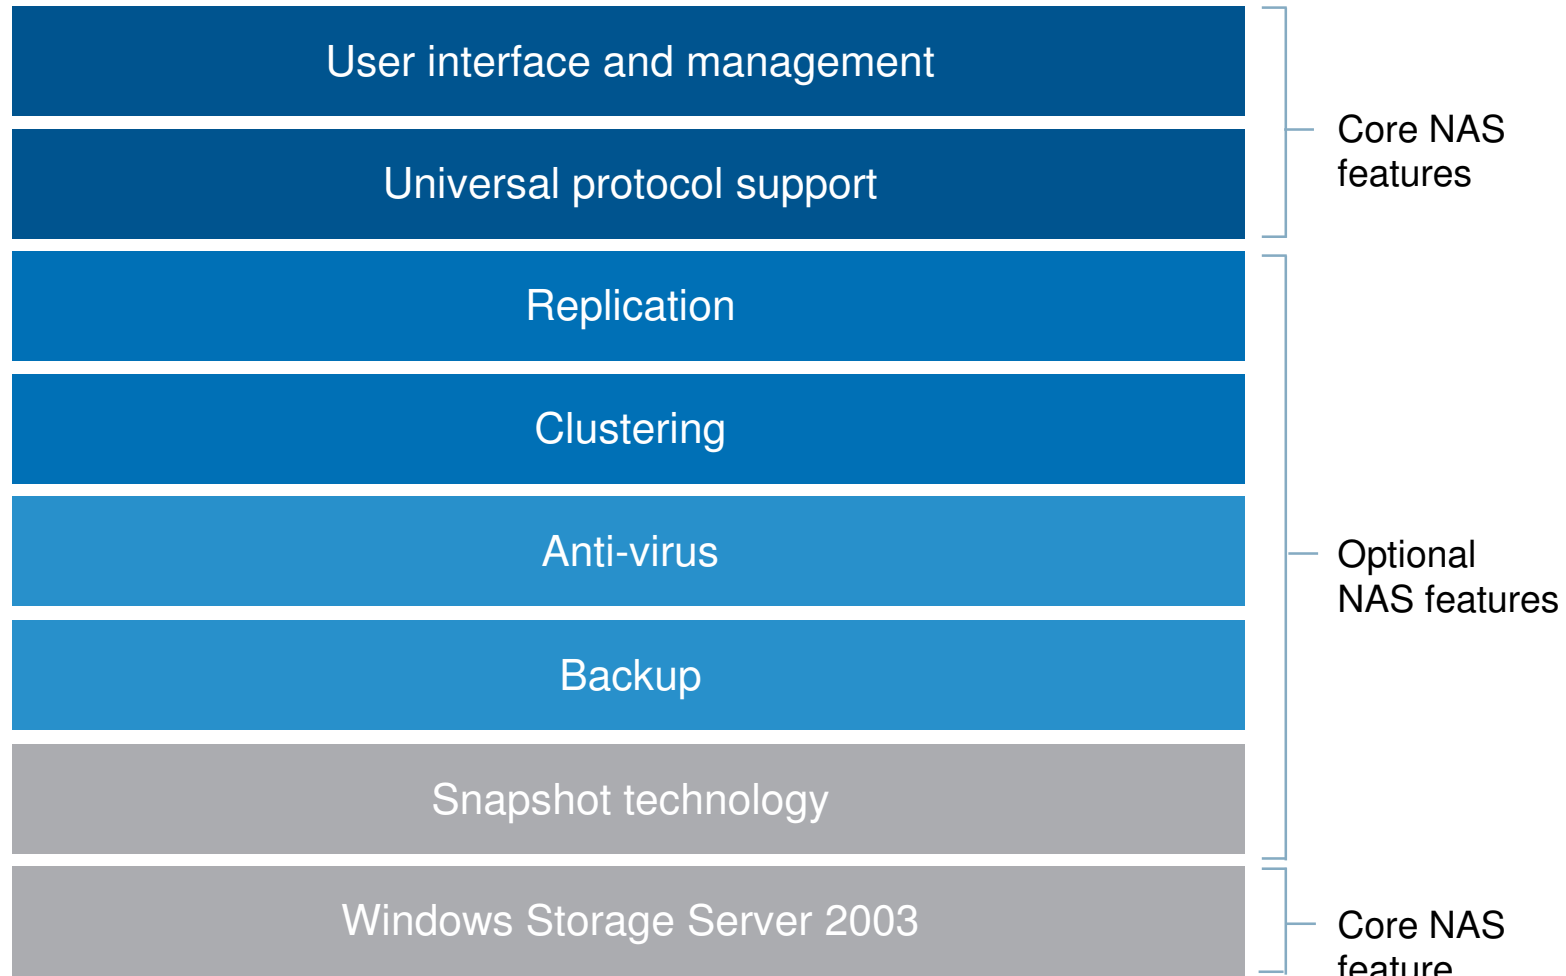 User interface and management
Universal protocol support
Core NAS
features
Replication
Clustering
Anti-virus
Backup
Snapshot technology
Optional
NAS features
Windows Storage Server 2003
Core NAS
feature